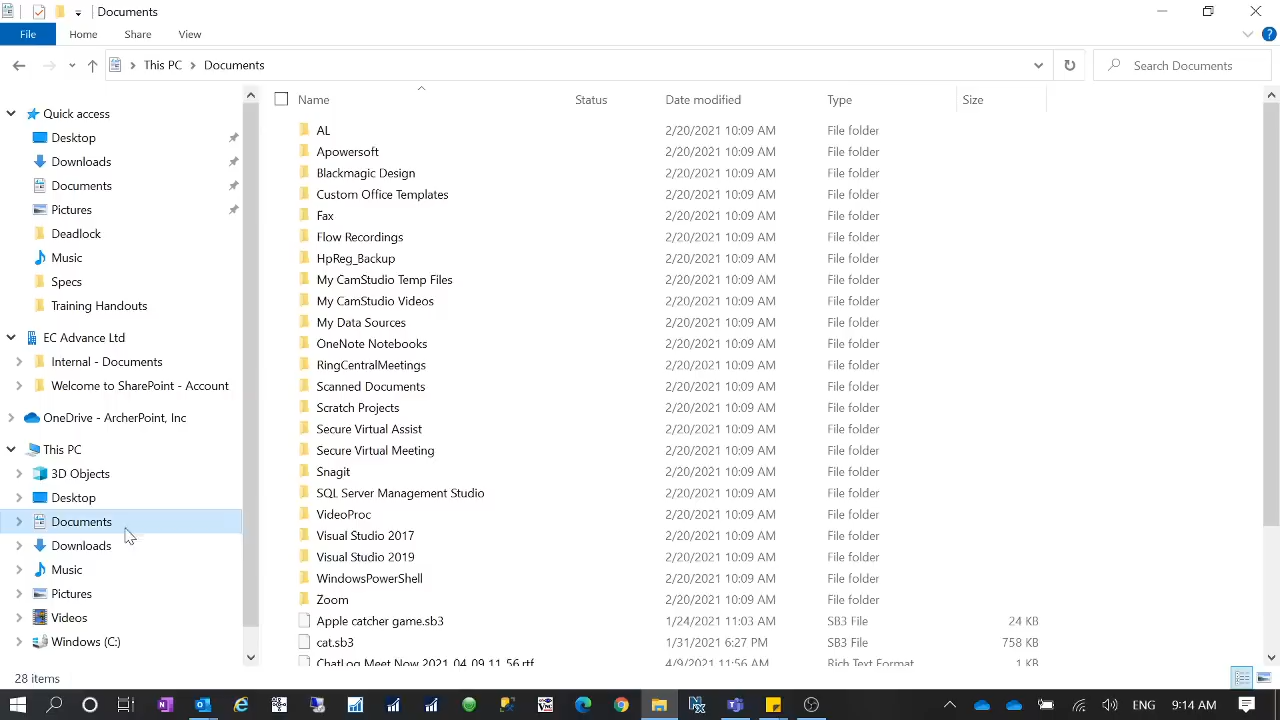 Documents
File Home Share View
This PC Documents
Search Documents
Name Status Date modified Type Size
Quick access
Desktop
Downloads
Documents
Pictures
Deadlock
Music
Specs
Training Handouts
EC Advance Ltd
Internal - Documents
Welcome to SharePoint - Account
OneDrive - ArcherPoint, Inc
This PC
3D Objects
Desktop
Documents
Downloads
Music
Pictures
Videos
Windows (C:)
AL 2/20/2021 10:09 AM File folder
Apowersoft 2/20/2021 10:09 AM File folder
Blackmagic Design 2/20/2021 10:09 AM File folder
Custom Office Templates 2/20/2021 10:09 AM File folder
Fax 2/20/2021 10:09 AM File folder
Flow Recordings 2/20/2021 10:09 AM File folder
HpReg_Backup 2/20/2021 10:09 AM File folder
My CamStudio Temp Files 2/20/2021 10:09 AM File folder
My CamStudio Videos 2/20/2021 10:09 AM File folder
My Data Sources 2/20/2021 10:09 AM File folder
OneNote Notebooks 2/20/2021 10:09 AM File folder
RingCentralMeetings 2/20/2021 10:09 AM File folder
Scanned Documents 2/20/2021 10:09 AM File folder
Scratch Projects 2/20/2021 10:09 AM File folder
Secure Virtual Assist 2/20/2021 10:09 AM File folder
Secure Virtual Meeting 2/20/2021 10:09 AM File folder
Snagit 2/20/2021 10:09 AM File folder
SQL Server Management Studio 2/20/2021 10:09 AM File folder
VideoProc 2/20/2021 10:09 AM File folder
Visual Studio 2017 2/20/2021 10:09 AM File folder
Visual Studio 2019 2/20/2021 10:09 AM File folder
WindowsPowerShell 2/20/2021 10:09 AM File folder
Zoom 2/20/2021 10:09 AM File folder
Apple catcher game.sb3 1/24/2021 11:03 AM SB3 File 24 KB
cat.sb3 1/31/2021 6:27 PM SB3 File 758 KB
ChatLog Meet Now 2021_04_09 11_56.rtf 4/9/2021 11:56 AM Rich Text Format 1 KB
28 items
ENG 9:14 AM